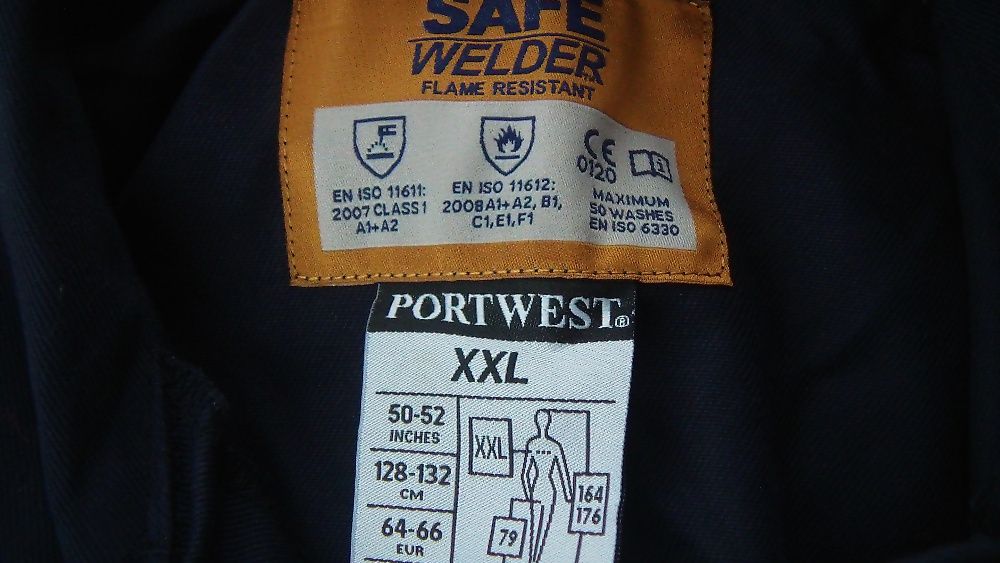 SAFE
WELDER
FLAME RESISTANT
EN ISO 11611:
2007 CLASS1
A1+A2
EN ISO 11612:
2008A1+A2, B1,
C1, E1, F1
CE
0120
i
MAXIMUM
50 WASHES
EN ISO 6330
PORTWEST®
XXL
50-52
INCHES
128-132
CM
64-66
EUR
XXL
164
176
79